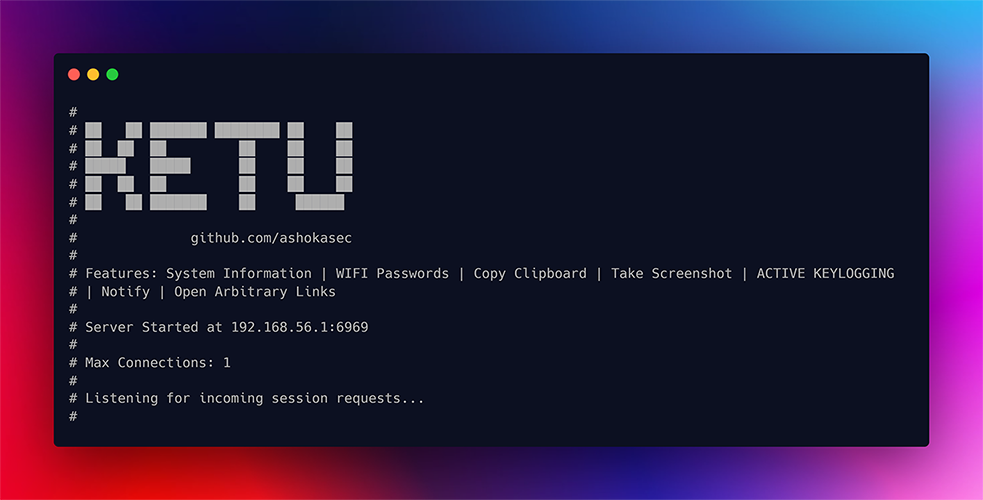 #
# KETU
#
# github.com/ashokasec
#
# Features: System Information | WIFI Passwords | Copy Clipboard | Take Screenshot | ACTIVE KEYLOGGING
# | Notify | Open Arbitrary Links
#
# Server Started at 192.168.56.1:6969
#
# Max Connections: 1
#
# Listening for incoming session requests...
#